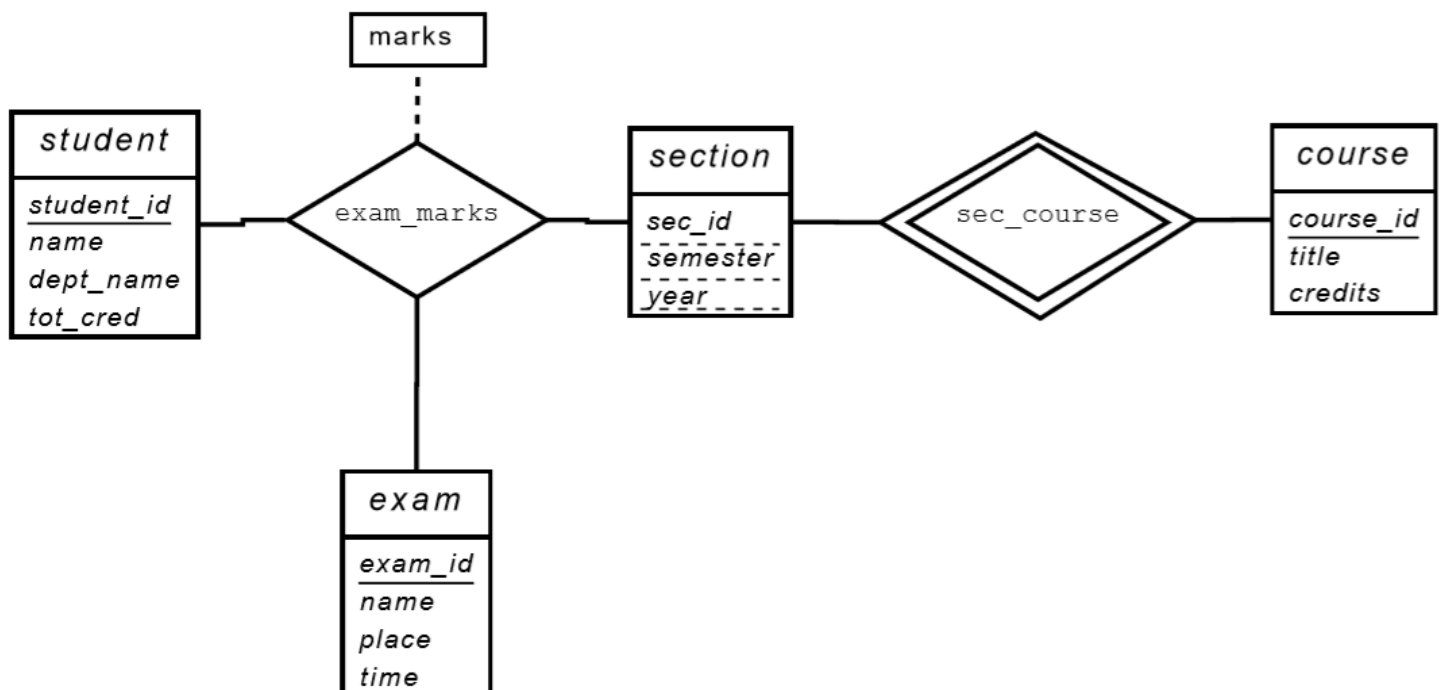 marks
student
student_id
name
dept_name
tot_cred
exam_marks
section
sec_id
semester
year
sec_course
course
course_id
title
credits
exam
exam_id
name
place
time